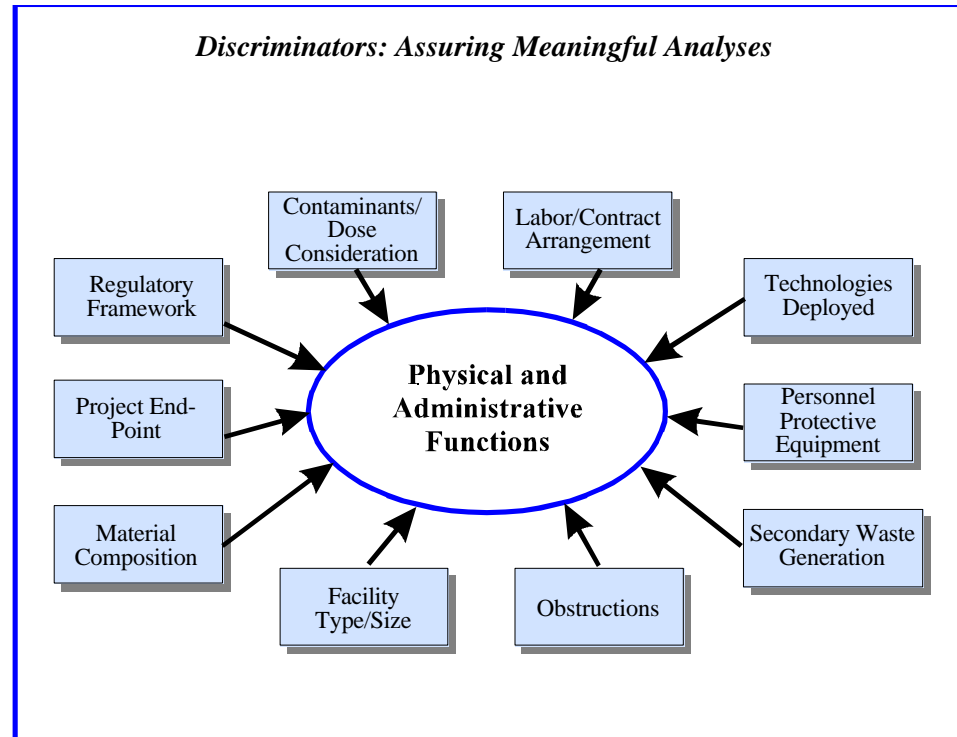 Discriminators: Assuring Meaningful Analyses
Contaminants/
Dose
Consideration
Labor/Contract
Arrangement
Regulatory
Framework
Technologies
Deployed
Physical and
Administrative
Functions
Project End-
Point
Personnel
Protective
Equipment
Material
Composition
Secondary Waste
Generation
Facility
Type/Size
Obstructions